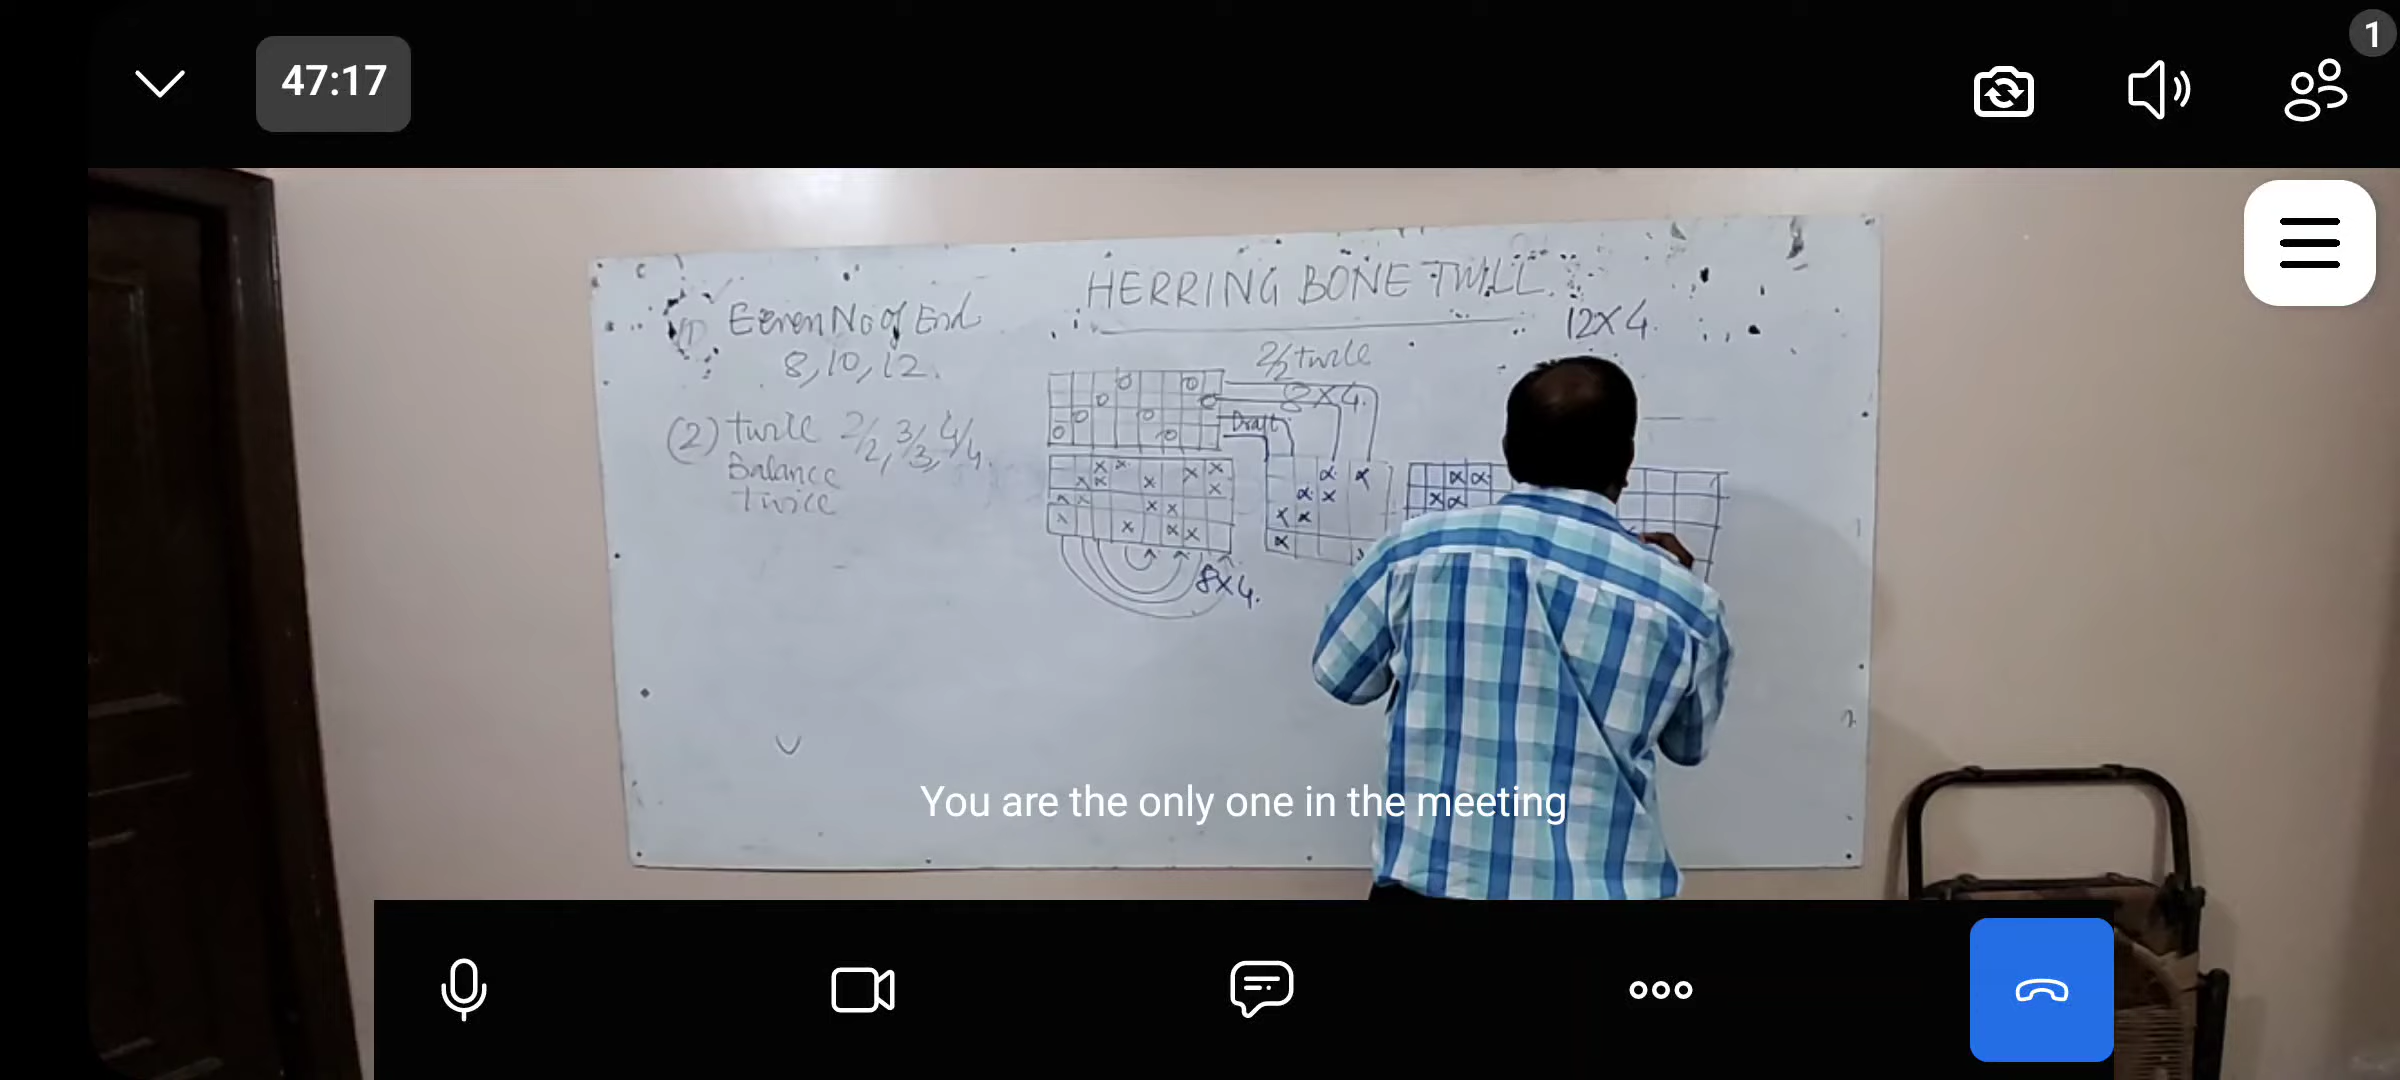 47:17
1
HERRING BONE TWILL
(1) Eeven No of End
8, 10, 12.
12X4.
2/2 twile
8X4.
Draft
(2) twile 2/2, 3/3, 4/4.
Balance
8X4.
You are the only one in the meeting